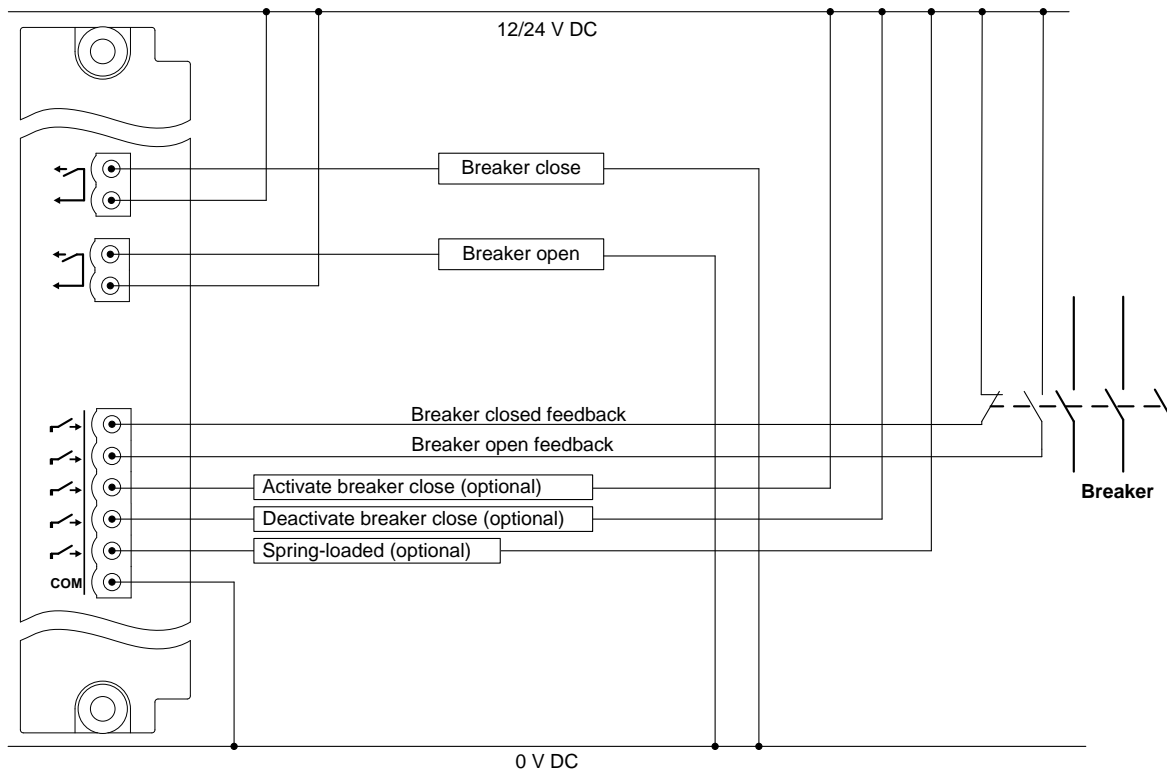 12/24 V DC
Breaker close
Breaker open
Breaker closed feedback
Breaker open feedback
Activate breaker close (optional)
Deactivate breaker close (optional)
Spring-loaded (optional)
COM
Breaker
0 V DC